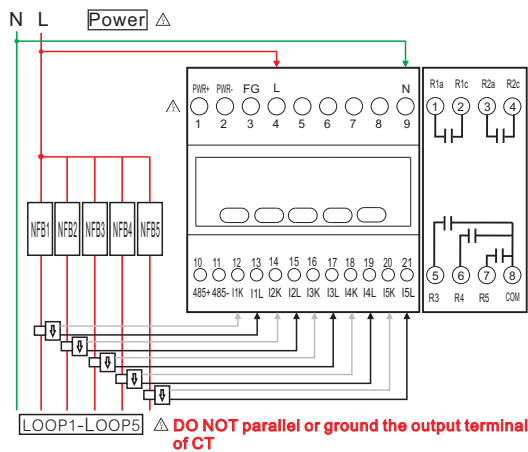 N L Power ⚠
PWR+ PWR- FG L N
⚠ 1 2 3 4 5 6 7 8 9
R1a R1c R2a R2c
1 2 3 4
NFB1 NFB2 NFB3 NFB4 NFB5
10 11 12 13 14 15 16 17 18 19 20 21
485+ 485- I1K I1L I2K I2L I3K I3L I4K I4L I5K I5L
5 6 7 8
R3 R4 R5 COM
LOOP1-LOOP5 ⚠ DO NOT parallel or ground the output terminal
of CT